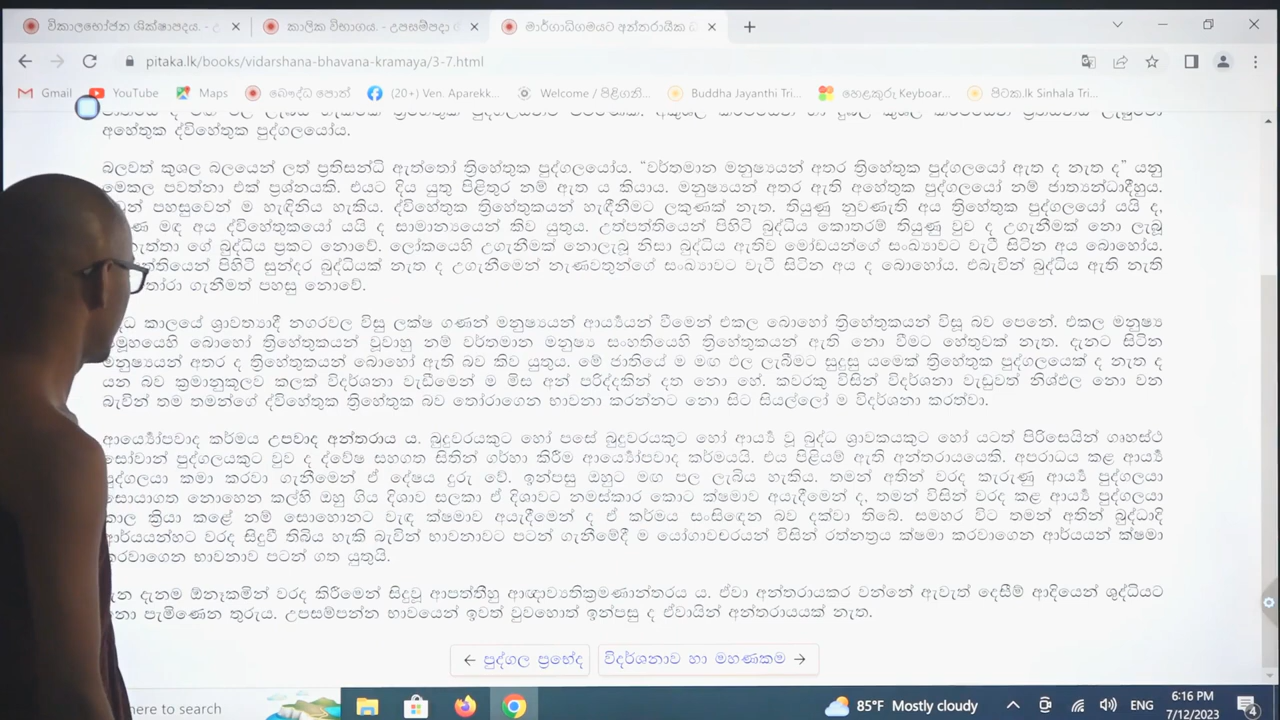 විකාලභෝජන ශික්ෂාපදය. - උ
කාලික විභාගය. - උපසම්පදා
මාර්ගාධිගමයට අන්තරායික ධ
pitaka.lk/books/vidarshana-bhavana-kramaya/3-7.html
Gmail YouTube Maps බෞද්ධ පොත් (20+) Ven. Aparekk... Welcome / පිළිගනි... Buddha Jayanthi Tri... හෙළකුරු Keyboar... පිටක.lk Sinhala Tri...
අහේතුක ද්විහේතුක පුද්ගලයෝය.
බලවත් කුශල බලයෙන් ලත් ප්‍රතිසන්ධි ඇත්තෝ ත්‍රිහේතුක පුද්ගලයෝය. “වර්තමාන මනුෂ්‍යයන් අතර ත්‍රිහේතුක පුද්ගලයෝ ඇත ද නැත ද” යනු
මෙකල පවත්නා එක් ප්‍රශ්නයකි. එයට දිය යුතු පිළිතුර නම් ඇත ය කියාය. මනුෂ්‍යයන් අතර ඇති අහේතුක පුද්ගලයෝ නම් ජාත්‍යන්ධාදීහුය.
පහසුවෙන් ම හැඳිනිය හැකිය. ද්විහේතුක ත්‍රිහේතුකයන් හැඳීනීමට ලකුණක් නැත. තියුණු නුවණැති අය ත්‍රිහේතුක පුද්ගලයෝ යයි ද,
මඳ අය ද්විහේතුකයෝ යයි ද සාමාන්‍යයෙන් කිව යුතුය. උත්පත්තියෙන් පිහිටි බුද්ධිය කොතරම් තියුණු වුව ද උගැනීමක් නො ලැබූ
ගේ බුද්ධිය ප්‍රකට නොවේ. ලෝකයෙහි උගැනීමක් නොලැබූ නිසා බුද්ධිය ඇතිව මෝඩයන්ගේ සංඛ්‍යාවට වැටී සිටින අය බොහෝය.
පිහිටි සුන්දර බුද්ධියක් නැත ද උගැනීමෙන් නැණවතුන්ගේ සංඛ්‍යාවට වැටී සිටින අය ද බොහෝය. එබැවින් බුද්ධිය ඇති නැති
ගැනීමත් පහසු නොවේ.
කාලයේ ශ්‍රාවත්‍යාදී නගරවල විසු ලක්ෂ ගණන් මනුෂ්‍යයන් ආර්‍ය්‍යයන් වීමෙන් එකල බොහෝ ත්‍රිහේතුකයන් විසූ බව පෙනේ. එකල මනුෂ්‍ය
බොහෝ ත්‍රිහේතුකයන් වූවාහු නම් වර්තමාන මනුෂ්‍ය සංහතියෙහි ත්‍රිහේතුකයන් ඇති නො වීමට හේතුවක් නැත. දැනට සිටින
මනුෂ්‍යයන් අතර ද ත්‍රිහේතුකයන් බොහෝ ඇති බව කිව යුතුය. මේ ජාතියේ ම මඟ ඵල ලැබීමට සුදුසු යමෙක් ත්‍රිහේතුක පුද්ගලයෙක් ද නැත ද
යන බව ක්‍රමානුකූලව කලක් විදර්ශනා වැඩීමෙන් ම මිස අන් පරිද්දකින් දත නො හේ. කවරකු විසින් විදර්ශනා වැඩුවත් නිශ්ඵල නො වන
බැවින් තම තමන්ගේ ද්විහේතුක ත්‍රිහේතුක බව තෝරාගෙන භාවනා කරන්නට නො සිට සියල්ලෝ ම විදර්ශනා කරත්වා.
ආර්‍ය්‍යෝපවාද කර්මය උපවාද අන්තරාය ය. බුදුවරයකුට හෝ පසේ බුදුවරයකුට හෝ ආර්‍ය්‍ය වූ බුද්ධ ශ්‍රාවකයකුට හෝ යටත් පිරිසෙයින් ගෘහස්ථ
සෝවාන් පුද්ගලයකුට වුව ද ද්වේෂ සහගත සිතින් ගර්හා කිරීම ආර්‍ය්‍යෝපවාද කර්මයයි. එය පිළියම් ඇති අන්තරායයෙකි. අපරාධය කළ ආර්‍ය්‍ය
පුද්ගලයා කමා කරවා ගැනීමෙන් ඒ දෝෂය දුරු වේ. ඉන්පසු ඔහුට මඟ පල ලැබිය හැකිය. තමන් අතින් වරද කැරුණු ආර්‍ය්‍ය පුද්ගලයා
සොයාගත නොහෙන කල්හි ඔහු ගිය දිශාව සලකා ඒ දිශාවට නමස්කාර කොට ක්ෂමාව අයැදීමෙන් ද, තමන් විසින් වරද කළ ආර්‍ය්‍ය පුද්ගලයා
කාල ක්‍රියා කළේ නම් සොහොනට වැඳ ක්ෂමාව අයැදීමෙන් ද ඒ කර්මය සංසිඳෙන බව දක්වා තිබේ. සමහර විට තමන් අතින් බුද්ධාදි
ආර්යයන්හට වරද සිදුවී තිබිය හැකි බැවින් භාවනාවට පටන් ගැනීමේදී ම යෝගාවචරයන් විසින් රත්නත්‍රය ක්ෂමා කරවාගෙන ආර්යයන් ක්ෂමා
කරවාගෙන භාවනාව පටන් ගත යුතුයි.
දැනම ඕනෑකමින් වරද කිරීමෙන් සිදුවූ ආපත්තීහු ආඥාව්‍යතික්‍රමණාන්තරාය ය. ඒවා අන්තරායකර වන්නේ ඇවැත් දෙසීම් ආදියෙන් ශුද්ධියට
නො පැමිණෙන තුරුය. උපසම්පන්න භාවයෙන් ඉවත් වුවහොත් ඉන්පසු ද ඒවායින් අන්තරායයක් නැත.
← පුද්ගල ප්‍රභේද විදර්ශනාව හා මහණකම →
here to search
85°F Mostly cloudy
ENG
6:16 PM
7/12/2023
4